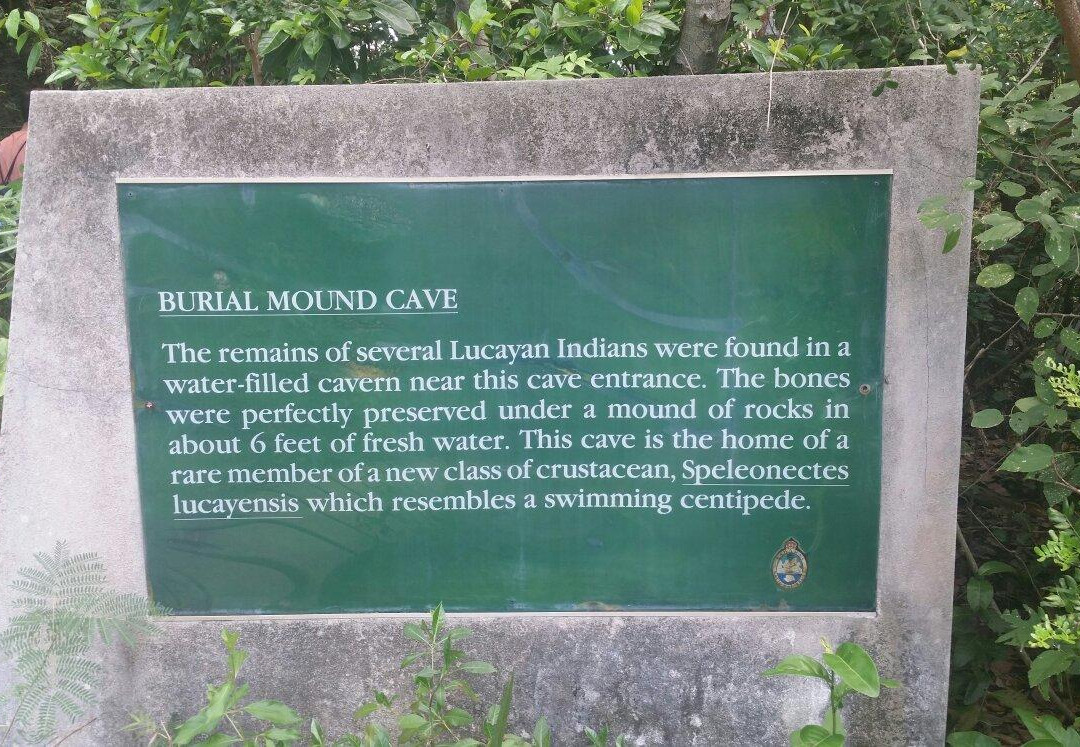 BURIAL MOUND CAVE
The remains of several Lucayan Indians were found in a
water-filled cavern near this cave entrance. The bones
were perfectly preserved under a mound of rocks in
about 6 feet of fresh water. This cave is the home of a
rare member of a new class of crustacean, Speleonectes
lucayensis which resembles a swimming centipede.